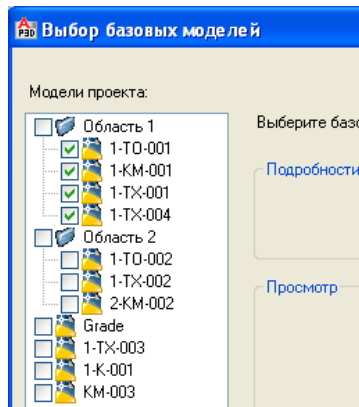 Выбор базовых моделей
Модели проекта:
Выберите базо
Область 1
1-ТО-001
1-КМ-001
1-ТХ-001
1-ТХ-004
Область 2
1-ТО-002
1-ТХ-002
2-КМ-002
Grade
1-ТХ-003
1-К-001
КМ-003
Подробности
Просмотр